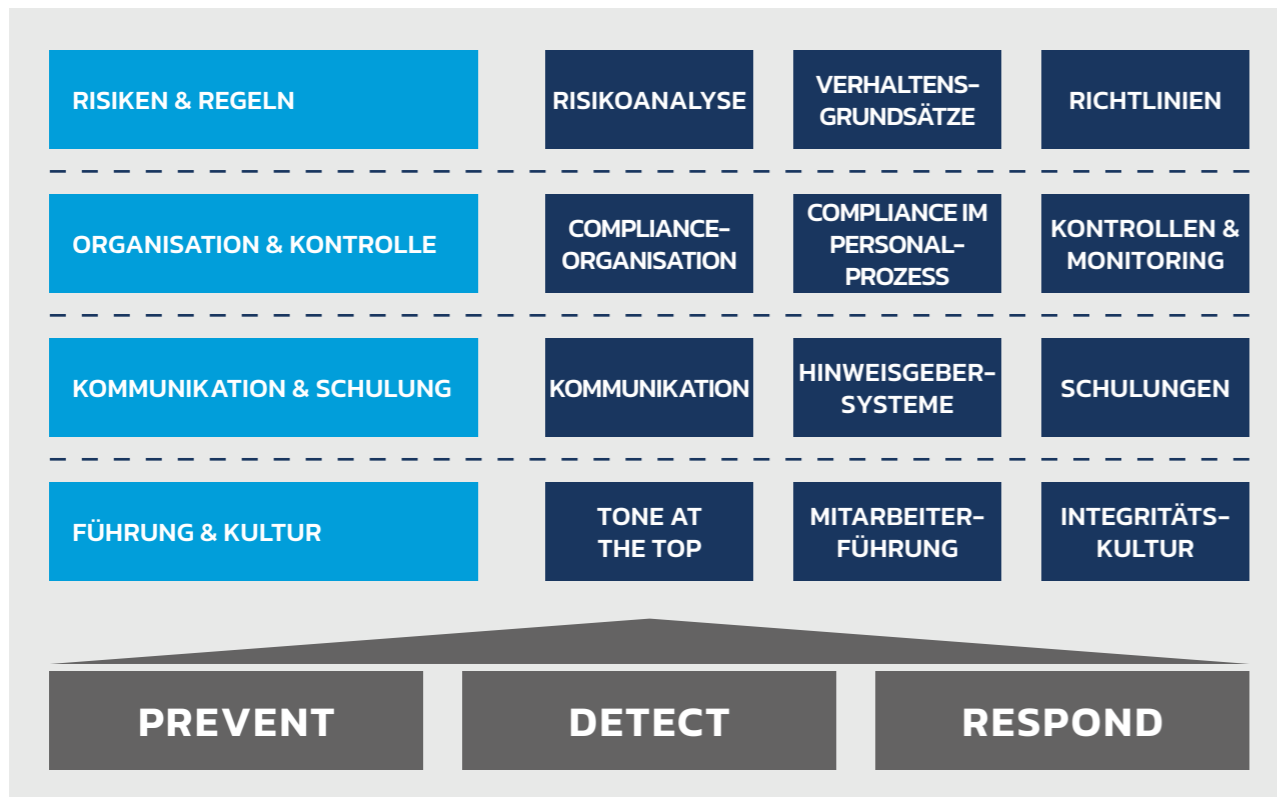 RISIKEN & REGELN
RISIKOANALYSE
VERHALTENS-
GRUNDSÄTZE
RICHTLINIEN
ORGANISATION & KONTROLLE
COMPLIANCE-
ORGANISATION
COMPLIANCE IM
PERSONAL-
PROZESS
KONTROLLEN &
MONITORING
KOMMUNIKATION & SCHULUNG
KOMMUNIKATION
HINWEISGEBER-
SYSTEME
SCHULUNGEN
FÜHRUNG & KULTUR
TONE AT
THE TOP
MITARBEITER-
FÜHRUNG
INTEGRITÄTS-
KULTUR
PREVENT
DETECT
RESPOND